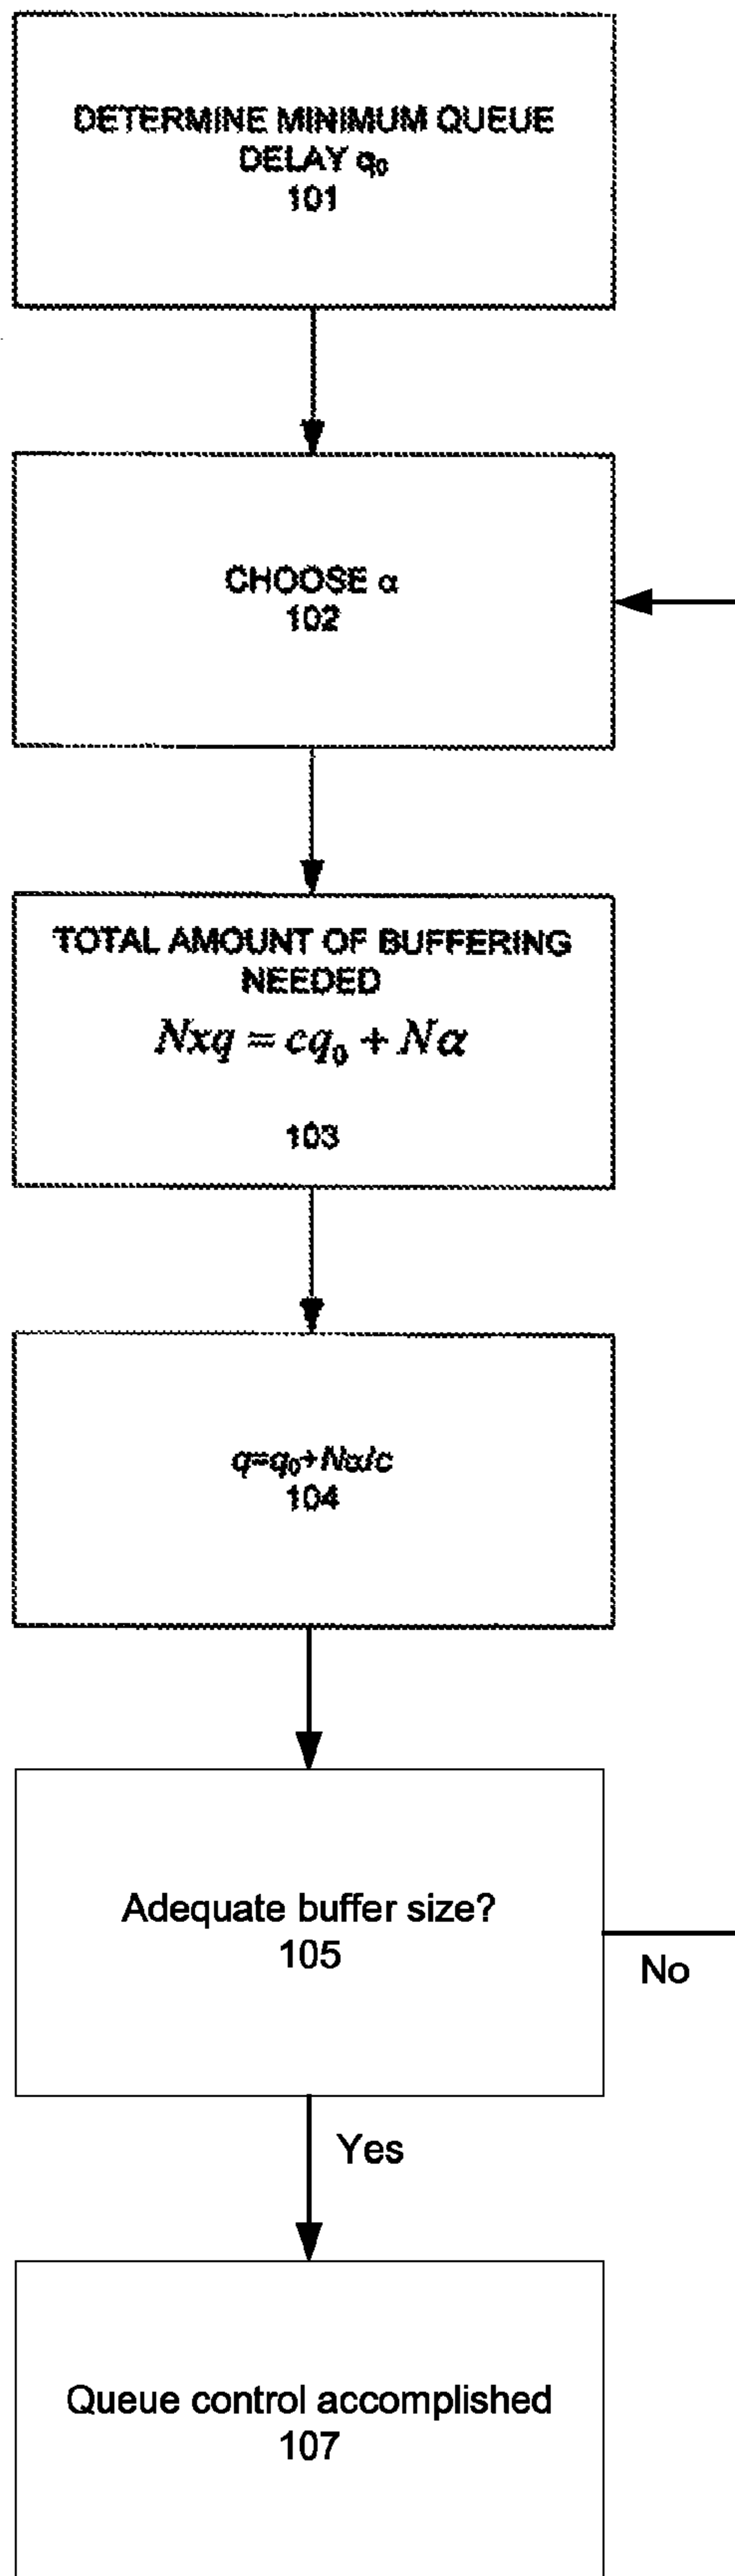 DETERMINE MINIMUM QUEUE
DELAY q₀
101
CHOOSE α
102
TOTAL AMOUNT OF BUFFERING
NEEDED
Nxq = cq₀ + Nα
103
q=q₀+Nα/c
104
Adequate buffer size?
105
No
Yes
Queue control accomplished
107